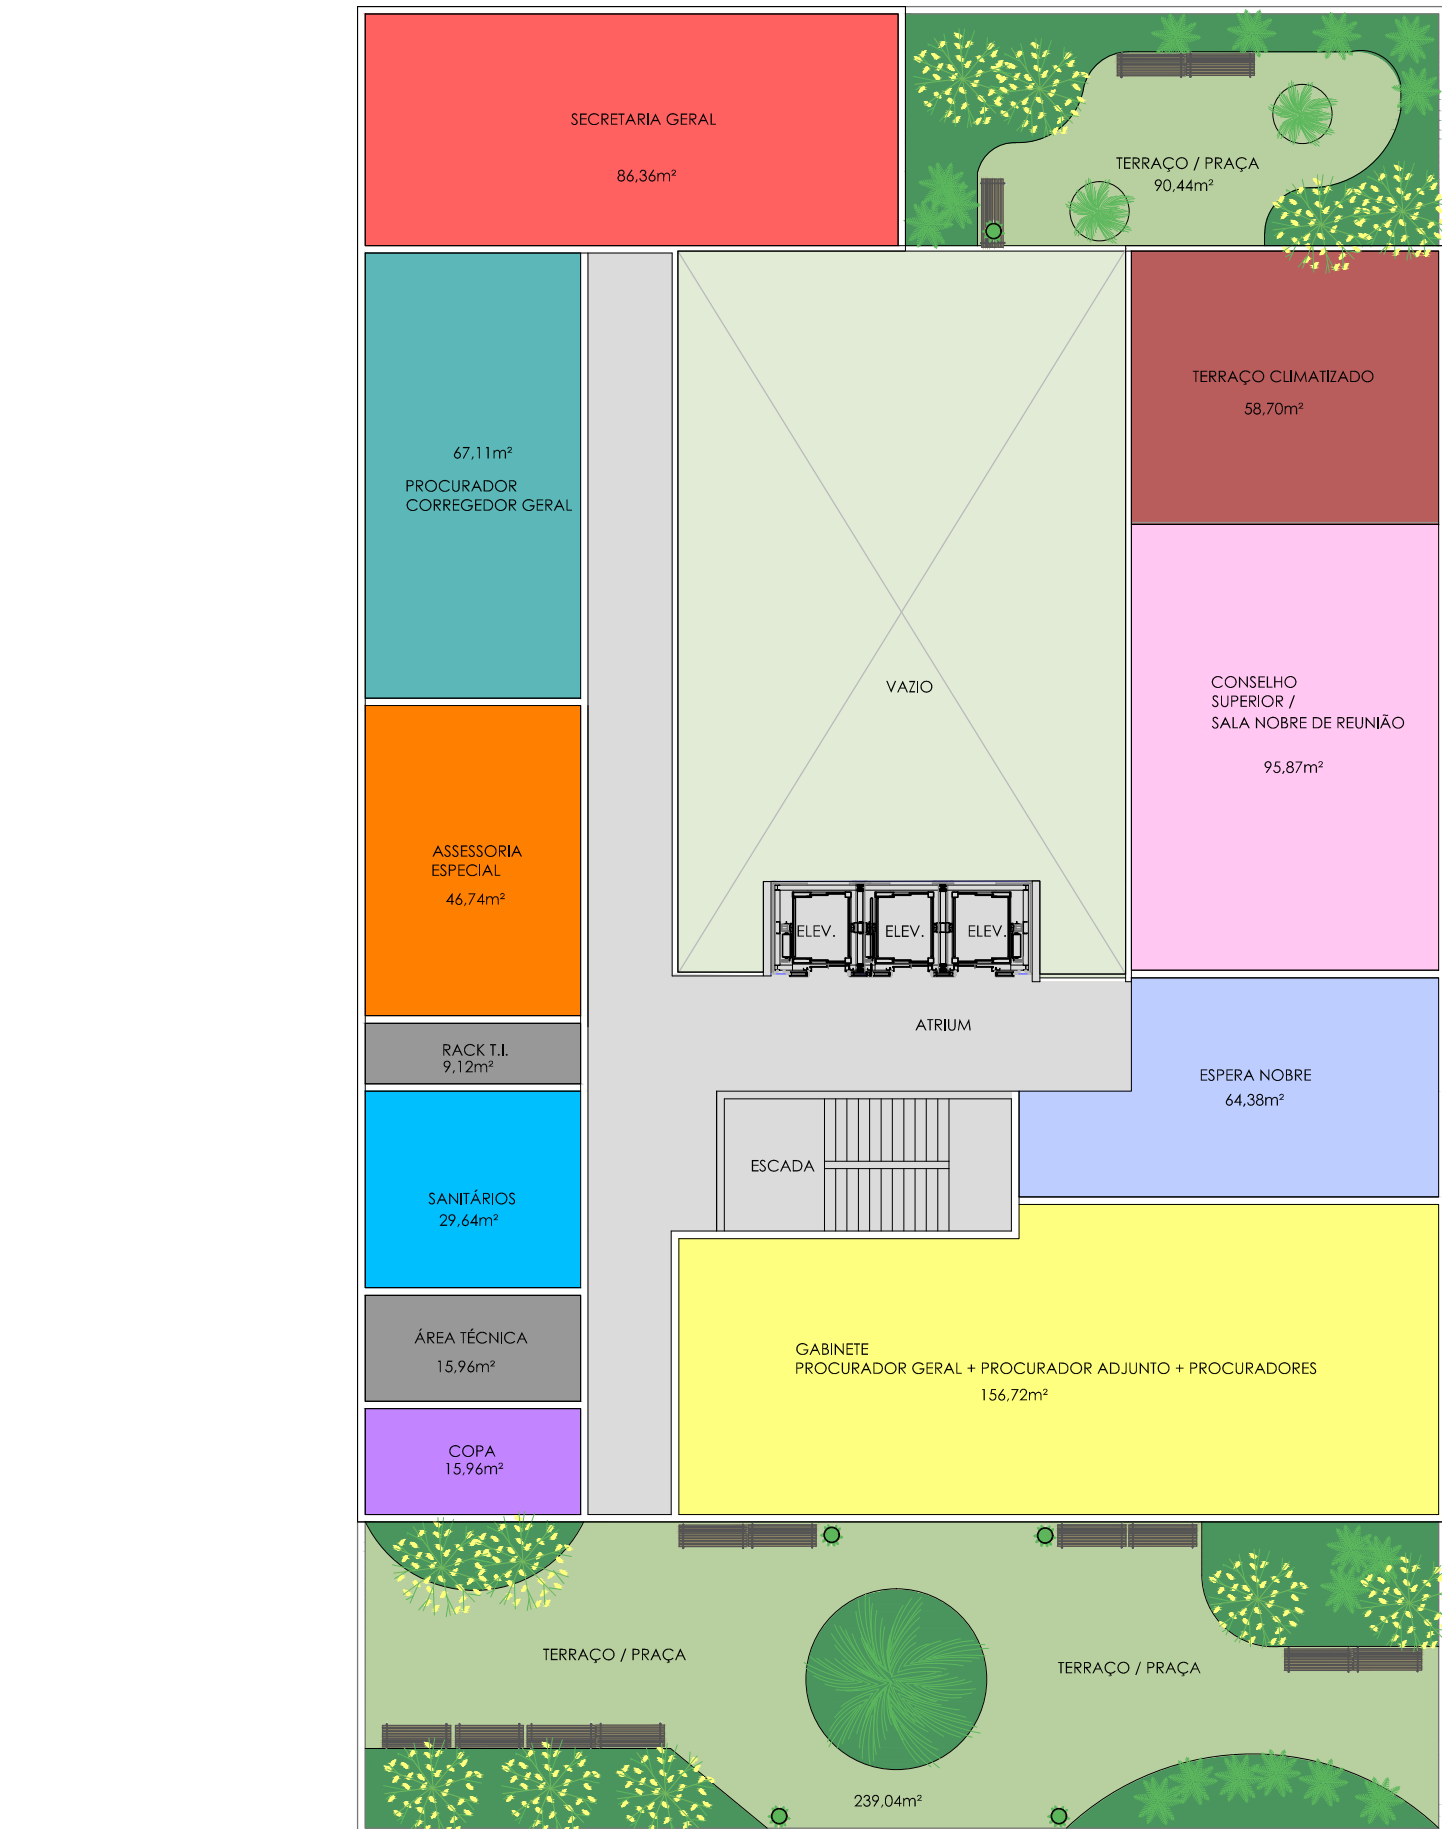 SECRETARIA GERAL
86,36m²
TERRAÇO / PRAÇA
90,44m²
TERRAÇO CLIMATIZADO
58,70m²
67,11m²
PROCURADOR
CORREGEDOR GERAL
VAZIO
CONSELHO
SUPERIOR /
SALA NOBRE DE REUNIÃO
95,87m²
ASSESSORIA
ESPECIAL
46,74m²
ELEV.
ELEV.
ELEV.
ATRIUM
RACK T.I.
9,12m²
ESPERA NOBRE
64,38m²
ESCADA
SANITÁRIOS
29,64m²
ÁREA TÉCNICA
15,96m²
GABINETE
PROCURADOR GERAL + PROCURADOR ADJUNTO + PROCURADORES
156,72m²
COPA
15,96m²
TERRAÇO / PRAÇA
TERRAÇO / PRAÇA
239,04m²